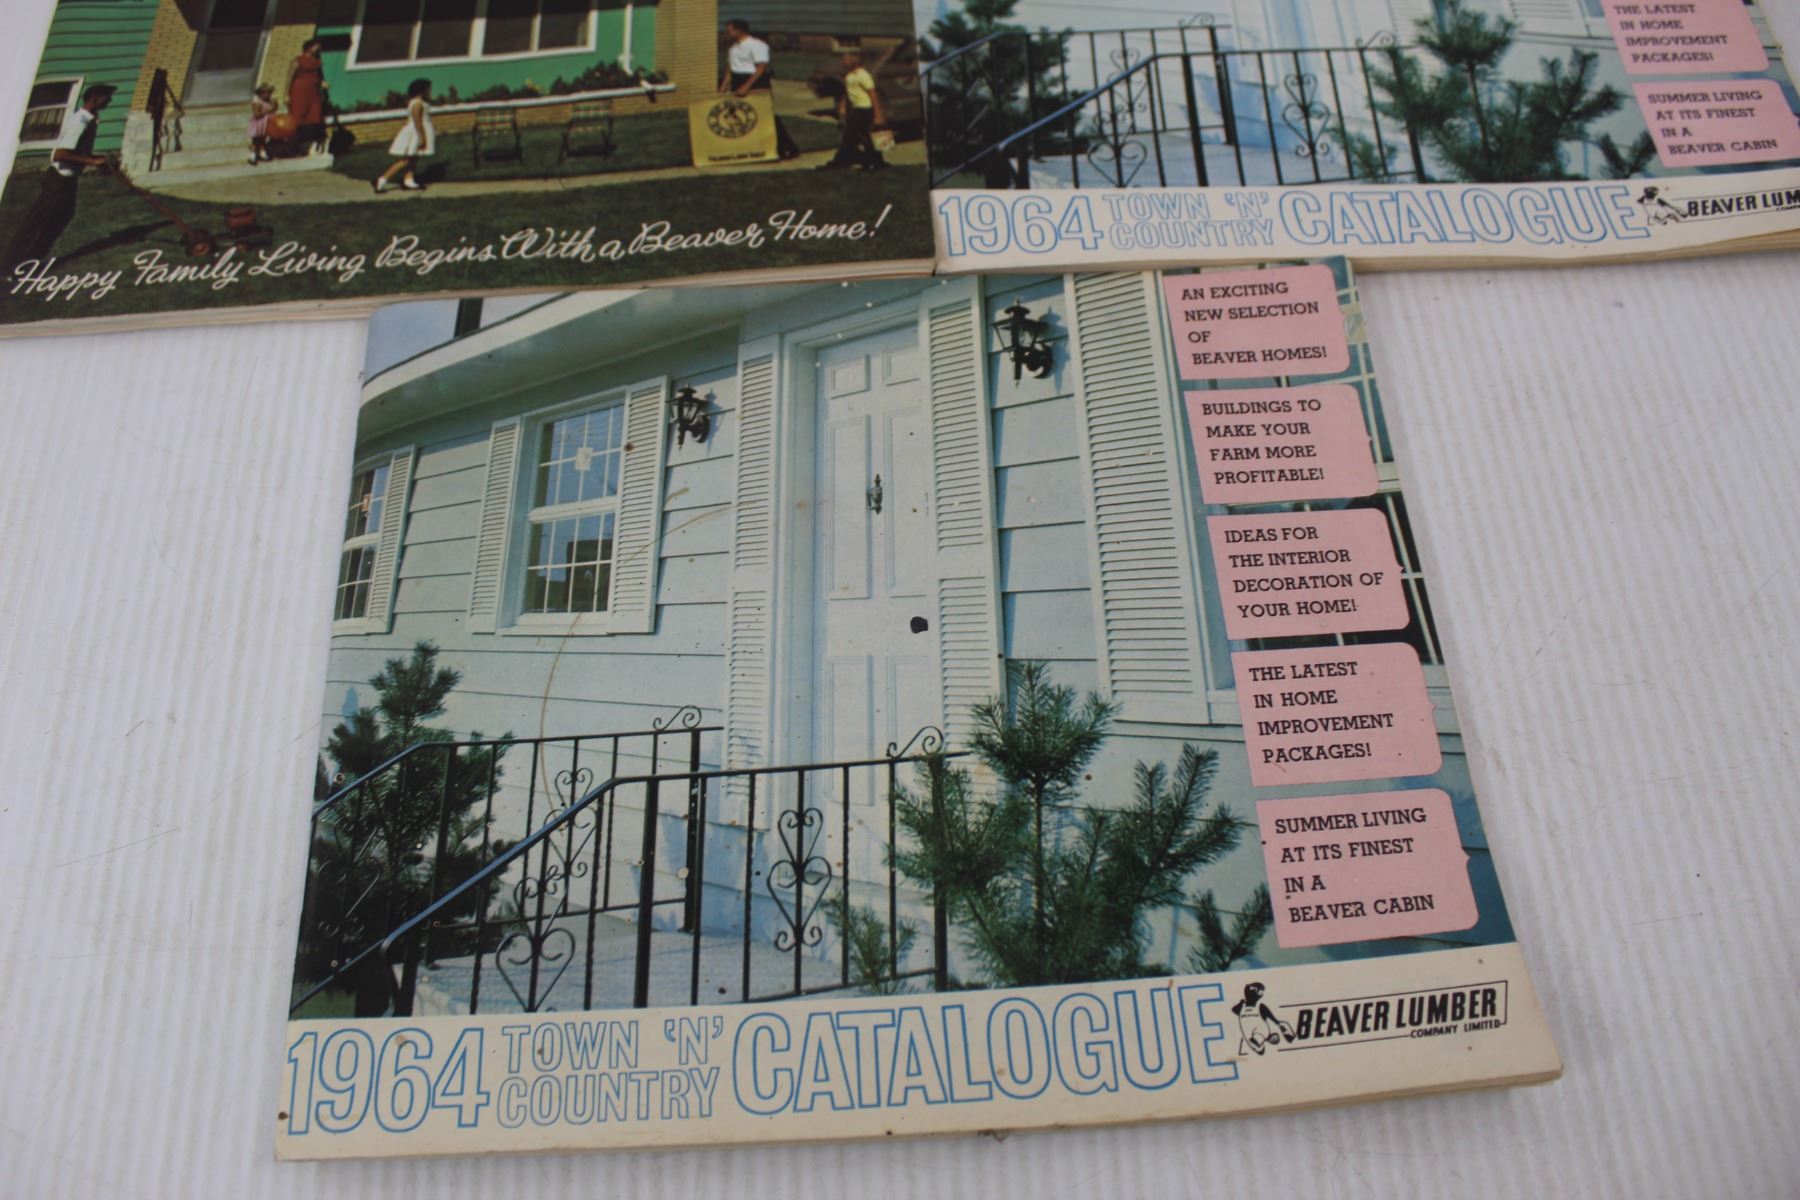 Happy Family Living Begins With a Beaver Home!
THE LATEST
IN HOME
IMPROVEMENT
PACKAGES!
SUMMER LIVING
AT ITS FINEST
IN A
BEAVER CABIN
1964 TOWN 'N' COUNTRY CATALOGUE
BEAVER LUM
AN EXCITING
NEW SELECTION
OF
BEAVER HOMES!
BUILDINGS TO
MAKE YOUR
FARM MORE
PROFITABLE!
IDEAS FOR
THE INTERIOR
DECORATION OF
YOUR HOME!
THE LATEST
IN HOME
IMPROVEMENT
PACKAGES!
SUMMER LIVING
AT ITS FINEST
IN A
BEAVER CABIN
1964 TOWN 'N' COUNTRY CATALOGUE
BEAVER LUMBER
COMPANY LIMITED